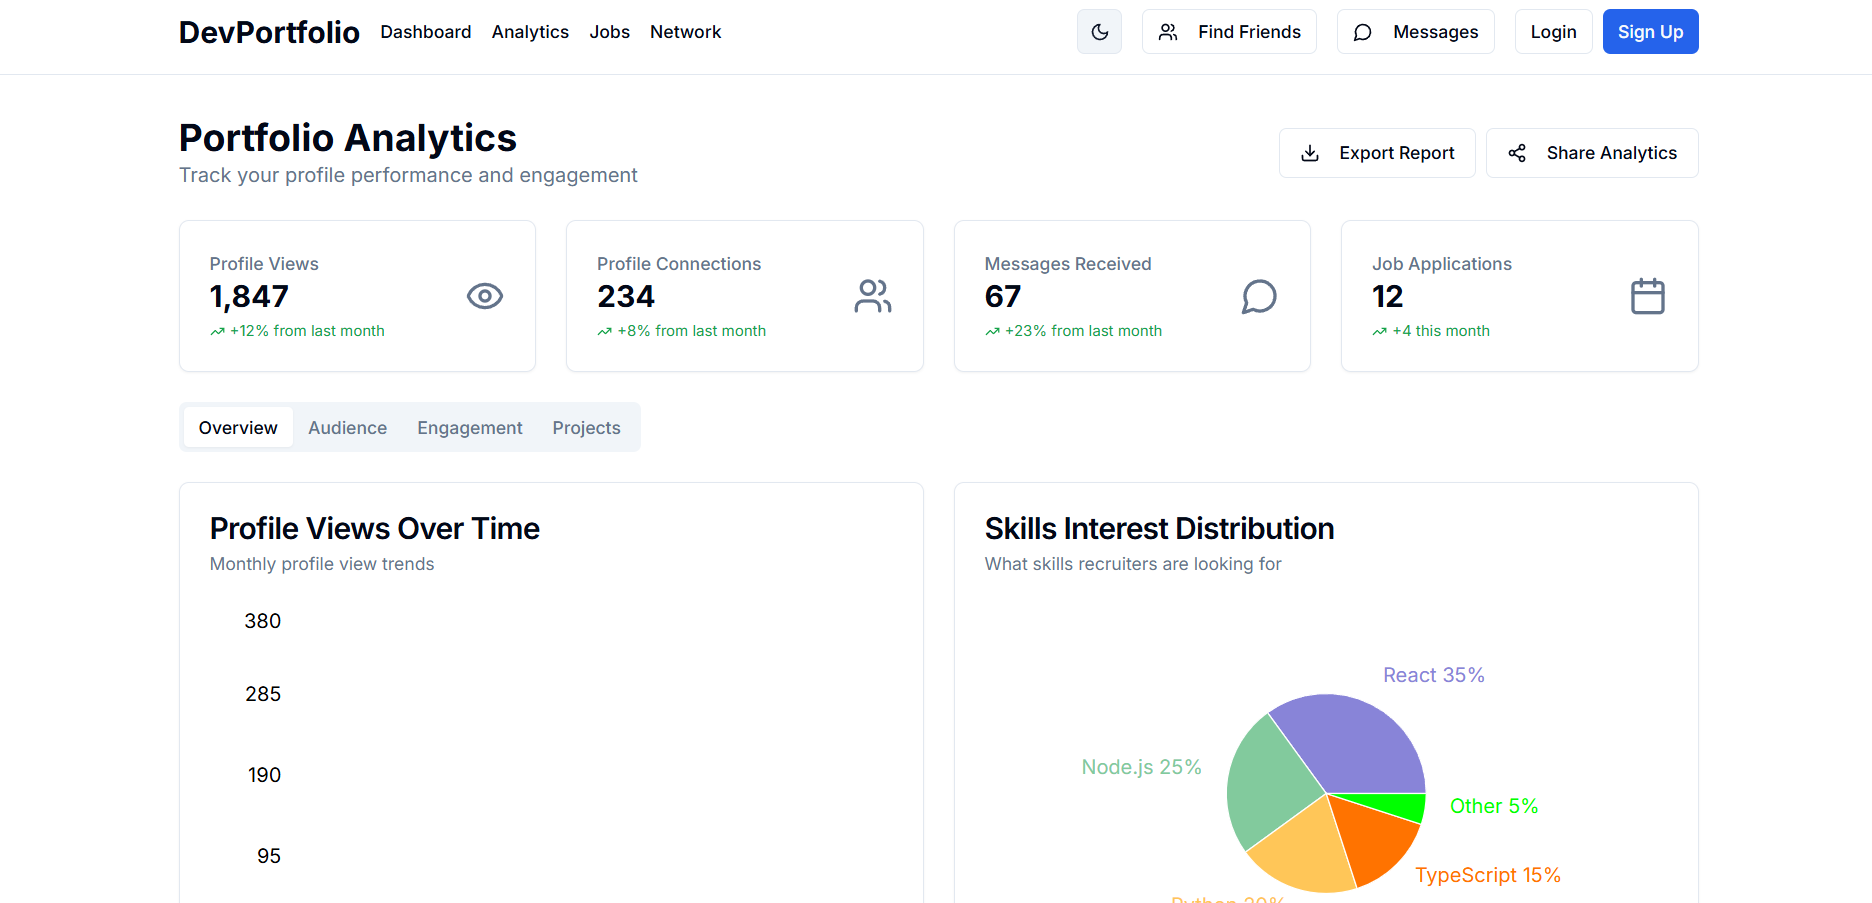 DevPortfolio Dashboard Analytics Jobs Network Find Friends Messages Login Sign Up
Portfolio Analytics
Track your profile performance and engagement
Export Report Share Analytics
Profile Views
1,847
+12% from last month
Profile Connections
234
+8% from last month
Messages Received
67
+23% from last month
Job Applications
12
+4 this month
Overview Audience Engagement Projects
Profile Views Over Time
Monthly profile view trends
380
285
190
95
Skills Interest Distribution
What skills recruiters are looking for
React 35%
Node.js 25%
Other 5%
TypeScript 15%
Python 20%